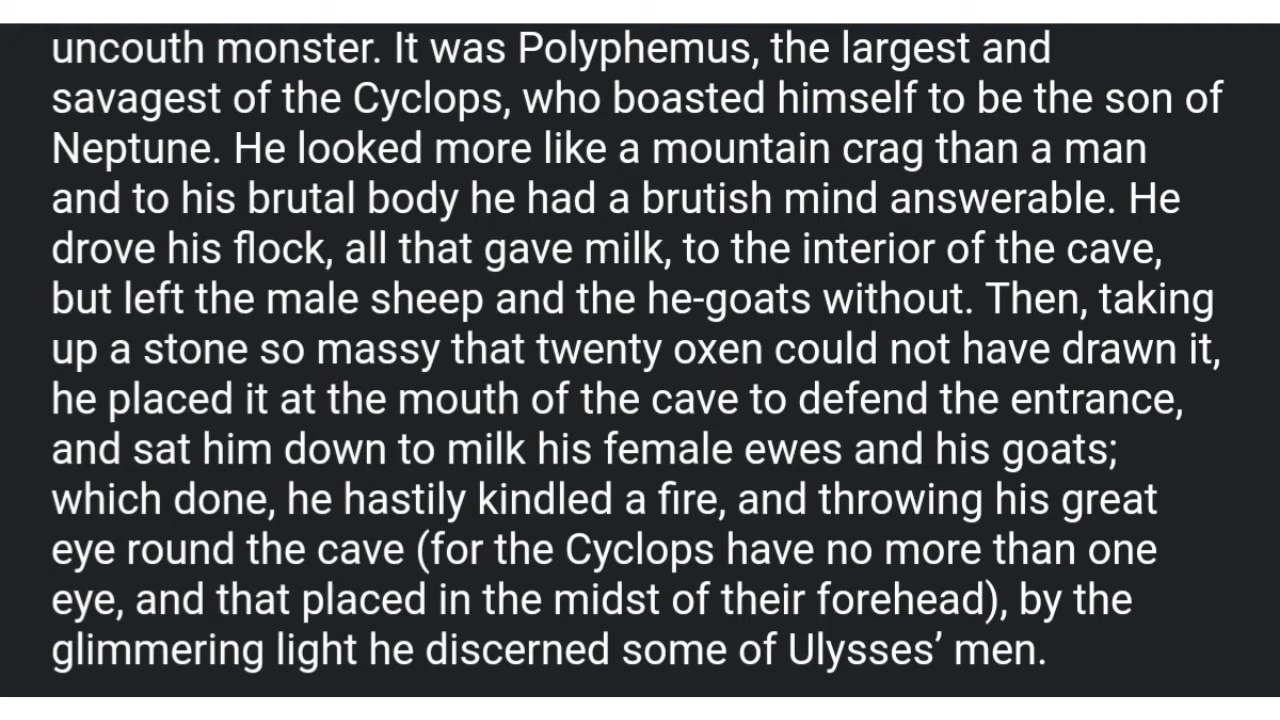 uncouth monster. It was Polyphemus, the largest and
savagest of the Cyclops, who boasted himself to be the son of
Neptune. He looked more like a mountain crag than a man
and to his brutal body he had a brutish mind answerable. He
drove his flock, all that gave milk, to the interior of the cave,
but left the male sheep and the he-goats without. Then, taking
up a stone so massy that twenty oxen could not have drawn it,
he placed it at the mouth of the cave to defend the entrance,
and sat him down to milk his female ewes and his goats;
which done, he hastily kindled a fire, and throwing his great
eye round the cave (for the Cyclops have no more than one
eye, and that placed in the midst of their forehead), by the
glimmering light he discerned some of Ulysses’ men.